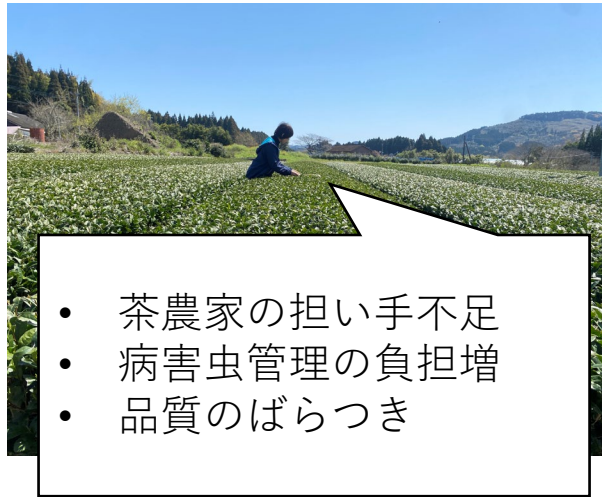 • 茶農家の担い手不足
• 病害虫管理の負担増
• 品質のばらつき